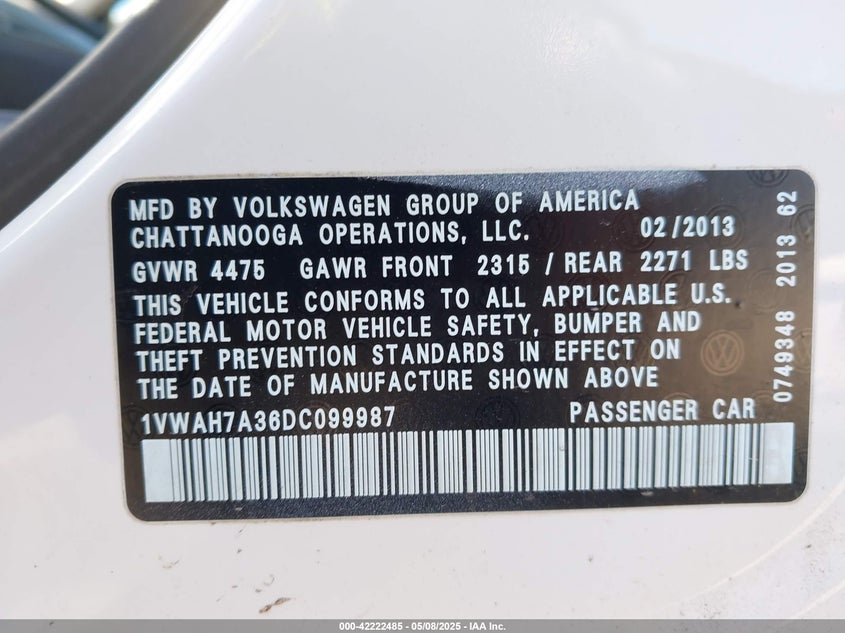 MFD BY VOLKSWAGEN GROUP OF AMERICA
CHATTANOOGA OPERATIONS, LLC. 02/2013
GVWR 4475 GAWR FRONT 2315 / REAR 2271 LBS
THIS VEHICLE CONFORMS TO ALL APPLICABLE U.S.
FEDERAL MOTOR VEHICLE SAFETY, BUMPER AND
THEFT PREVENTION STANDARDS IN EFFECT ON
THE DATE OF MANUFACTURE SHOWN ABOVE
1VWAH7A36DC099987 PASSENGER CAR
0749348 2013 62
000-42222485 - 05/08/2025 - IAA Inc.